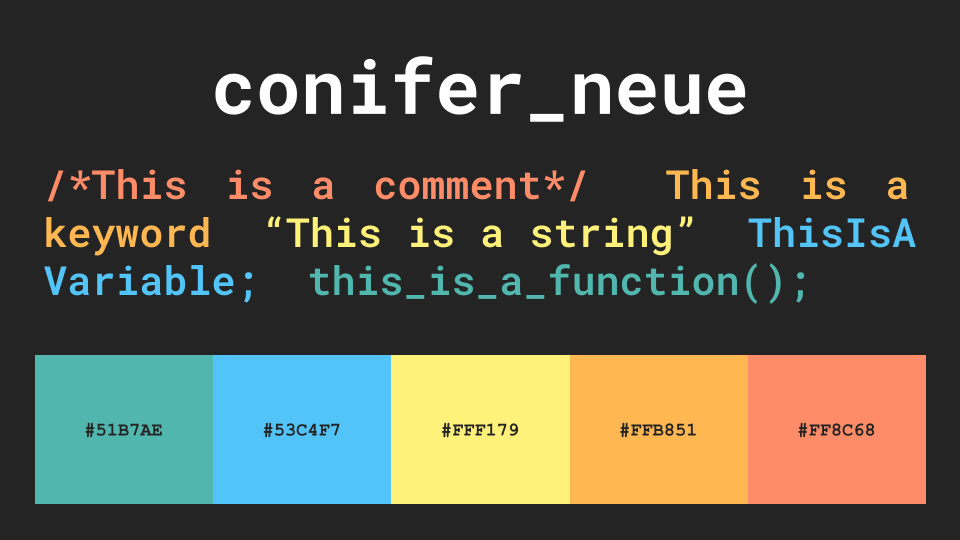 conifer_neue
/*This is a comment*/ This is a
keyword “This is a string” ThisIsA
Variable; this_is_a_function();
#51B7AE #53C4F7 #FFF179 #FFB851 #FF8C68